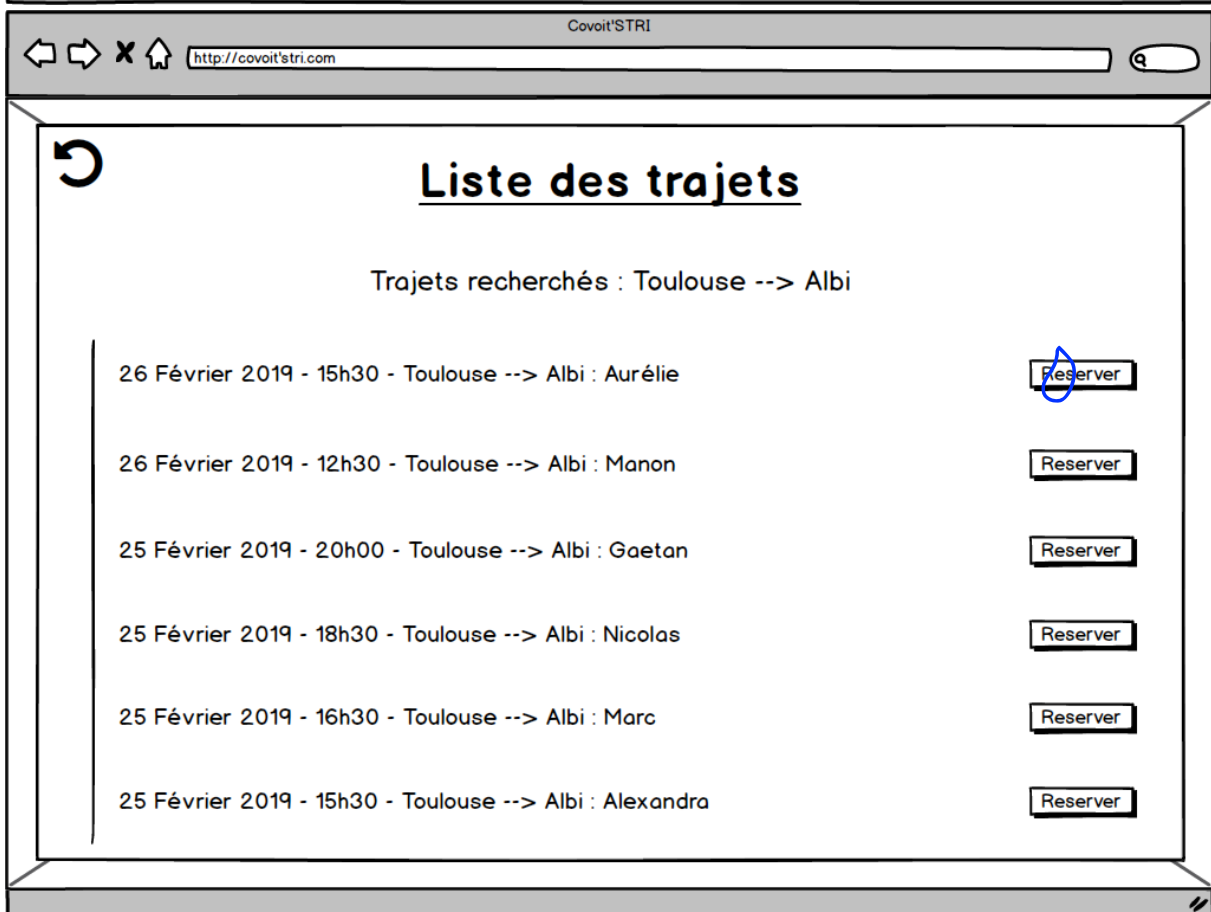 Covoit'STRI
http://covoit'stri.com
Liste des trajets
Trajets recherchés : Toulouse --> Albi
26 Février 2019 - 15h30 - Toulouse --> Albi : Aurélie Reserver
26 Février 2019 - 12h30 - Toulouse --> Albi : Manon Reserver
25 Février 2019 - 20h00 - Toulouse --> Albi : Gaetan Reserver
25 Février 2019 - 18h30 - Toulouse --> Albi : Nicolas Reserver
25 Février 2019 - 16h30 - Toulouse --> Albi : Marc Reserver
25 Février 2019 - 15h30 - Toulouse --> Albi : Alexandra Reserver